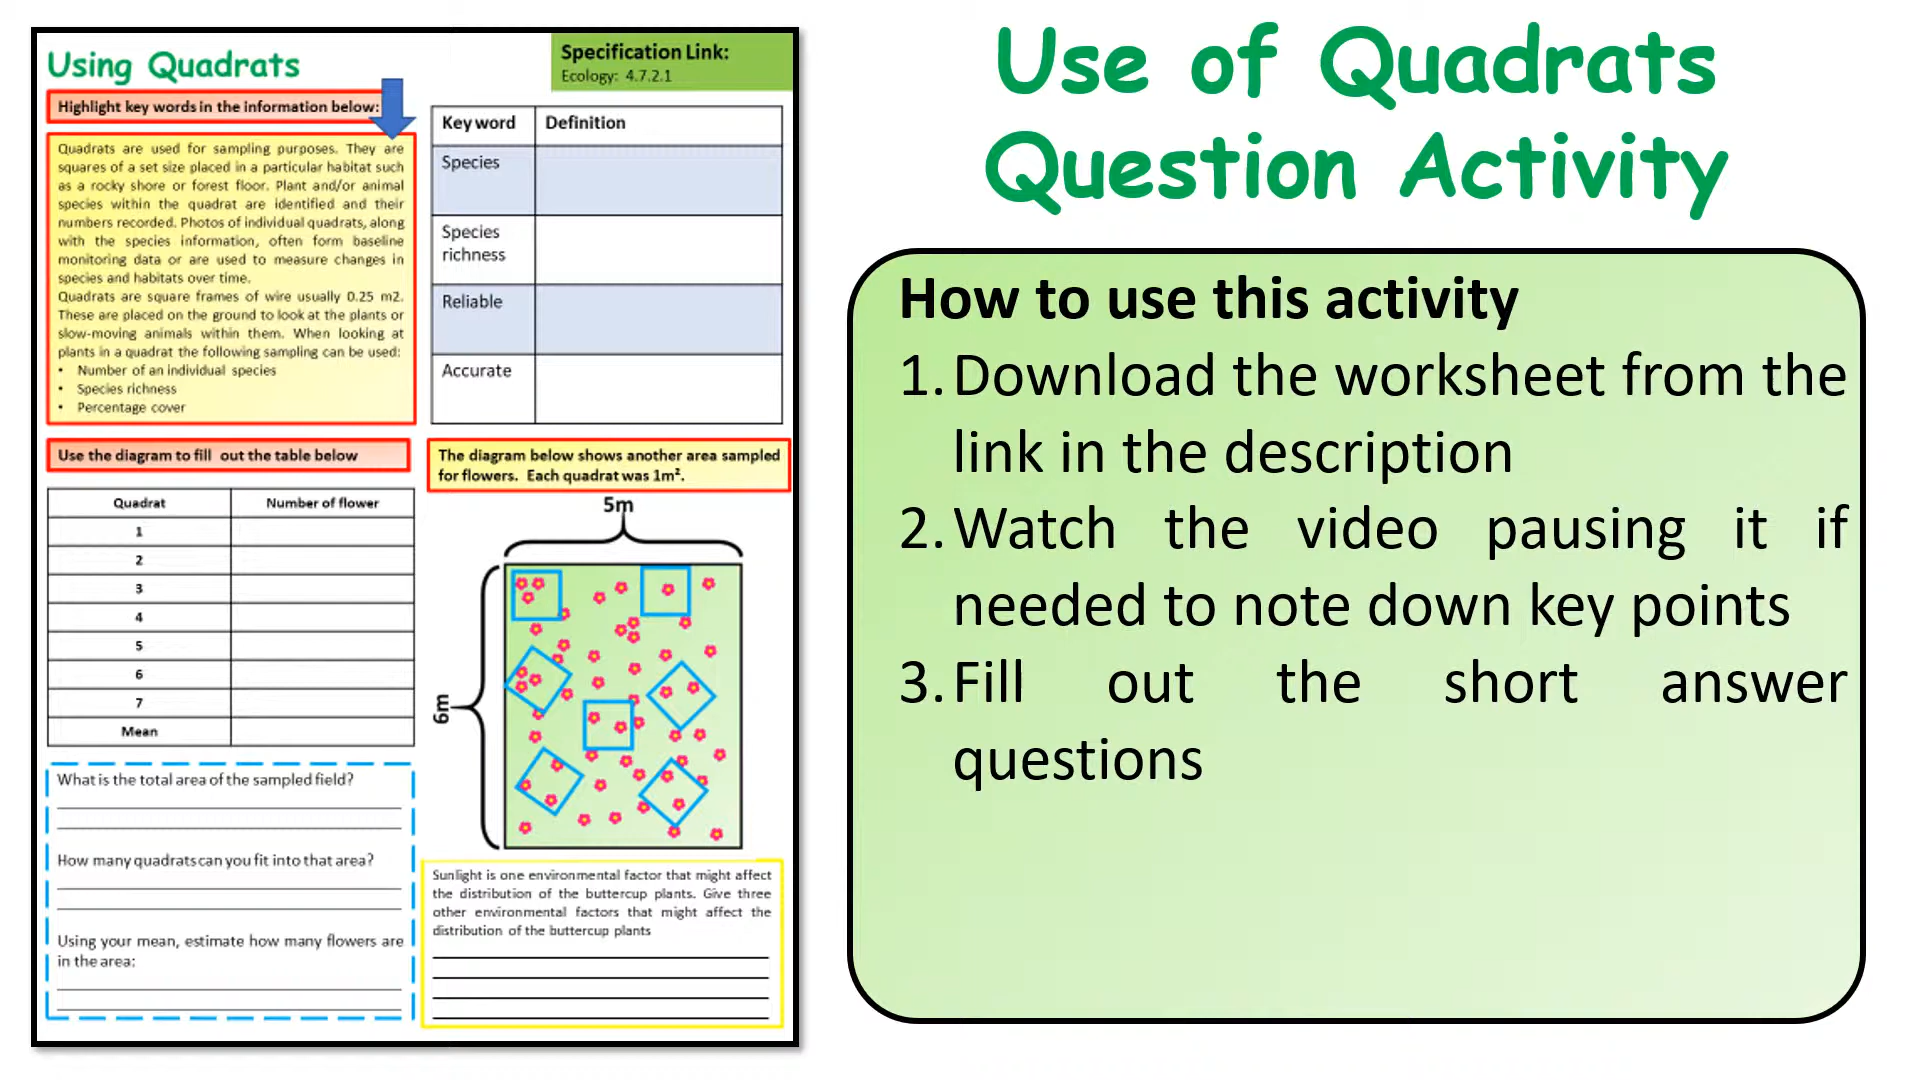 Using Quadrats
Specification Link:
Ecology: 4.7.2.1
Highlight key words in the information below:
Quadrats are used for sampling purposes. They are
squares of a set size placed in a particular habitat such
as a rocky shore or forest floor. Plant and/or animal
species within the quadrat are identified and their
numbers recorded. Photos of individual quadrats, along
with the species information, often form baseline
monitoring data or are used to measure changes in
species and habitats over time.
Quadrats are square frames of wire usually 0.25 m2.
These are placed on the ground to look at the plants or
slow-moving animals within them. When looking at
plants in a quadrat the following sampling can be used:
• Number of an individual species
• Species richness
• Percentage cover
Key word Definition
Species
Species
richness
Reliable
Accurate
Use the diagram to fill out the table below
Quadrat Number of flower
1
2
3
4
5
6
7
Mean
What is the total area of the sampled field?
How many quadrats can you fit into that area?
Using your mean, estimate how many flowers are
in the area:
The diagram below shows another area sampled
for flowers. Each quadrat was 1m².
5m
6m
Sunlight is one environmental factor that might affect
the distribution of the buttercup plants. Give three
other environmental factors that might affect the
distribution of the buttercup plants
Use of Quadrats
Question Activity
How to use this activity
1. Download the worksheet from the
link in the description
2. Watch the video pausing it if
needed to note down key points
3. Fill out the short answer
questions